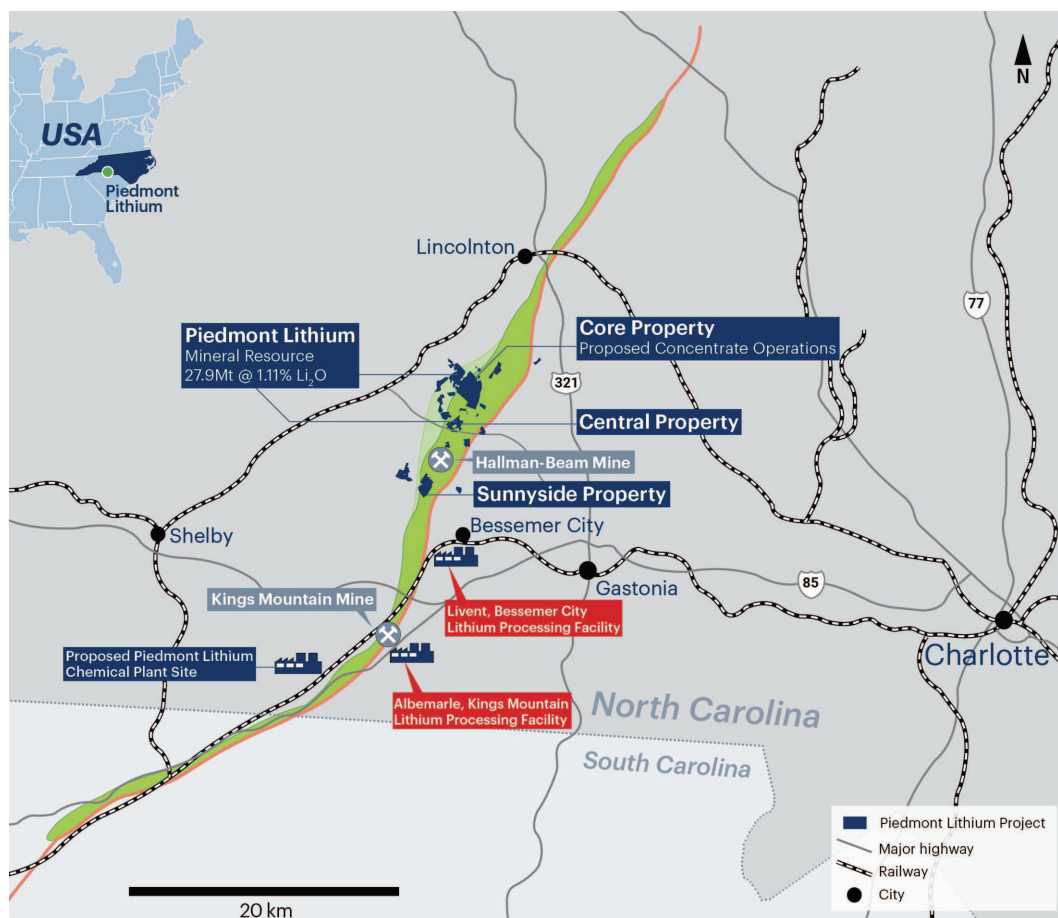 N
USA
Piedmont
Lithium
Lincolnton
Piedmont Lithium
Mineral Resource
27.9Mt @ 1.11% Li₂O
Core Property
Proposed Concentrate Operations
77
321
Central Property
Hallman-Beam Mine
Sunnyside Property
Shelby
Bessemer City
Gastonia
85
Kings Mountain Mine
Livent, Bessemer City
Lithium Processing Facility
Charlotte
Proposed Piedmont Lithium
Chemical Plant Site
Albemarle, Kings Mountain
Lithium Processing Facility
North Carolina
South Carolina
Piedmont Lithium Project
Major highway
Railway
City
20 km